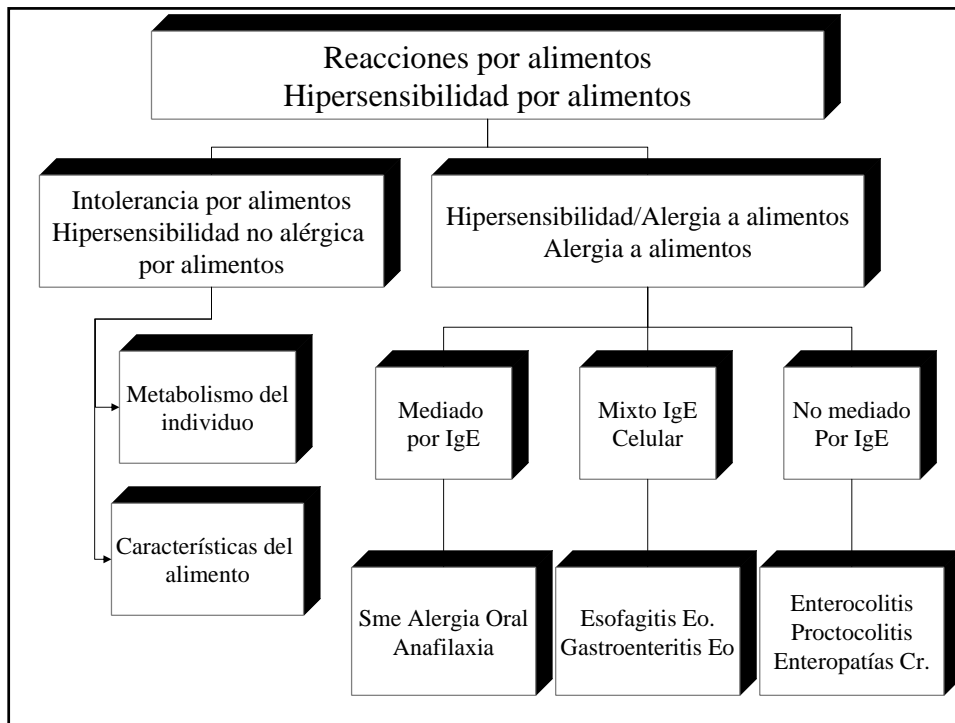 Reacciones por alimentos
Hipersensibilidad por alimentos
Intolerancia por alimentos
Hipersensibilidad no alérgica
por alimentos
Hipersensibilidad/Alergia a alimentos
Alergia a alimentos
Metabolismo del
individuo
Características del
alimento
Mediado
por IgE
Mixto IgE
Celular
No mediado
Por IgE
Sme Alergia Oral
Anafilaxia
Esofagitis Eo.
Gastroenteritis Eo
Enterocolitis
Proctocolitis
Enteropatías Cr.